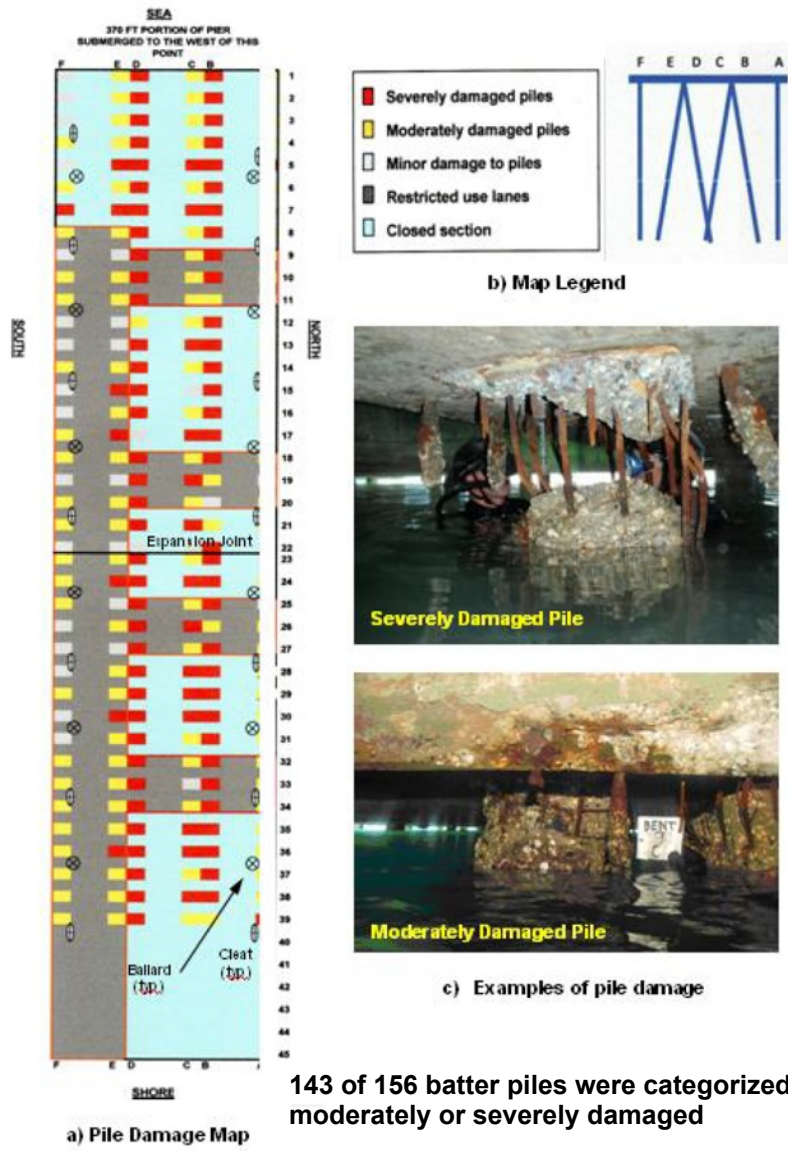 SEA
370 FT PORTION OF PIER
SUBMERGED TO THE WEST OF THIS
POINT
F E D C B
1
2
3
4
5
6
7
8
9
10
11
12
13
14
15
16
17
18
19
20
21
22
23
24
25
26
27
28
29
30
31
32
33
34
35
36
37
38
39
40
41
42
43
44
45
SOUTH
NORTH
Expansion Joint
Ballard
(typ.)
Cleat
(typ.)
F E D C B
SHORE
a) Pile Damage Map
Severely damaged piles
Moderately damaged piles
Minor damage to piles
Restricted use lanes
Closed section
F E D C B A
b) Map Legend
Severely Damaged Pile
BENT
Moderately Damaged Pile
c) Examples of pile damage
143 of 156 batter piles were categorized
moderately or severely damaged